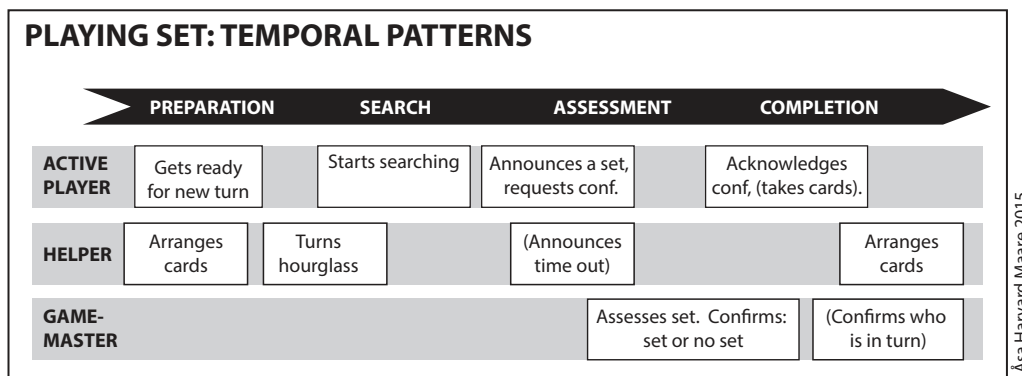 PLAYING SET: TEMPORAL PATTERNS
PREPARATION SEARCH ASSESSMENT COMPLETION
ACTIVE
PLAYER
Gets ready
for new turn
Starts searching
Announces a set,
requests conf.
Acknowledges
conf, (takes cards).
HELPER
Arranges
cards
Turns
hourglass
(Announces
time out)
Arranges
cards
GAME-
MASTER
Assesses set. Confirms:
set or no set
(Confirms who
is in turn)
Åsa Harvard Maare 2015